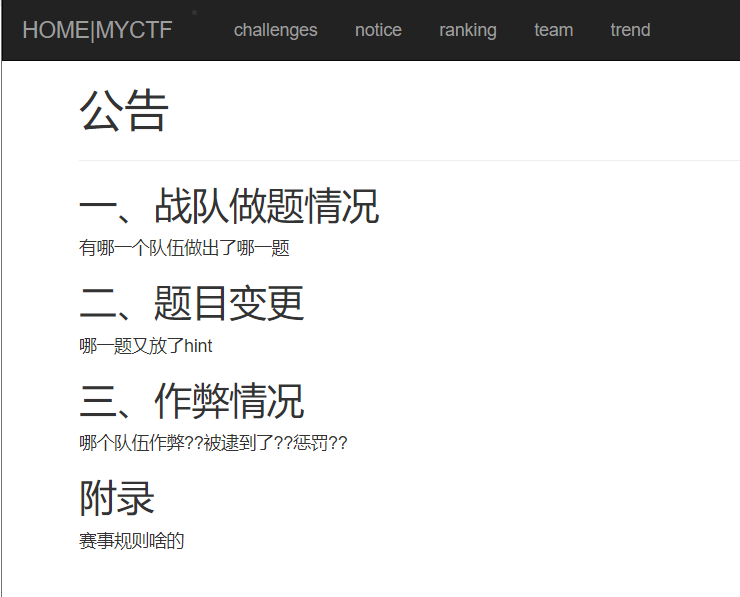 HOME|MYCTF challenges notice ranking team trend
公告
一、战队做题情况
有哪一个队伍做出了哪一题
二、题目变更
哪一题又放了hint
三、作弊情况
哪个队伍作弊??被逮到了??惩罚??
附录
赛事规则啥的